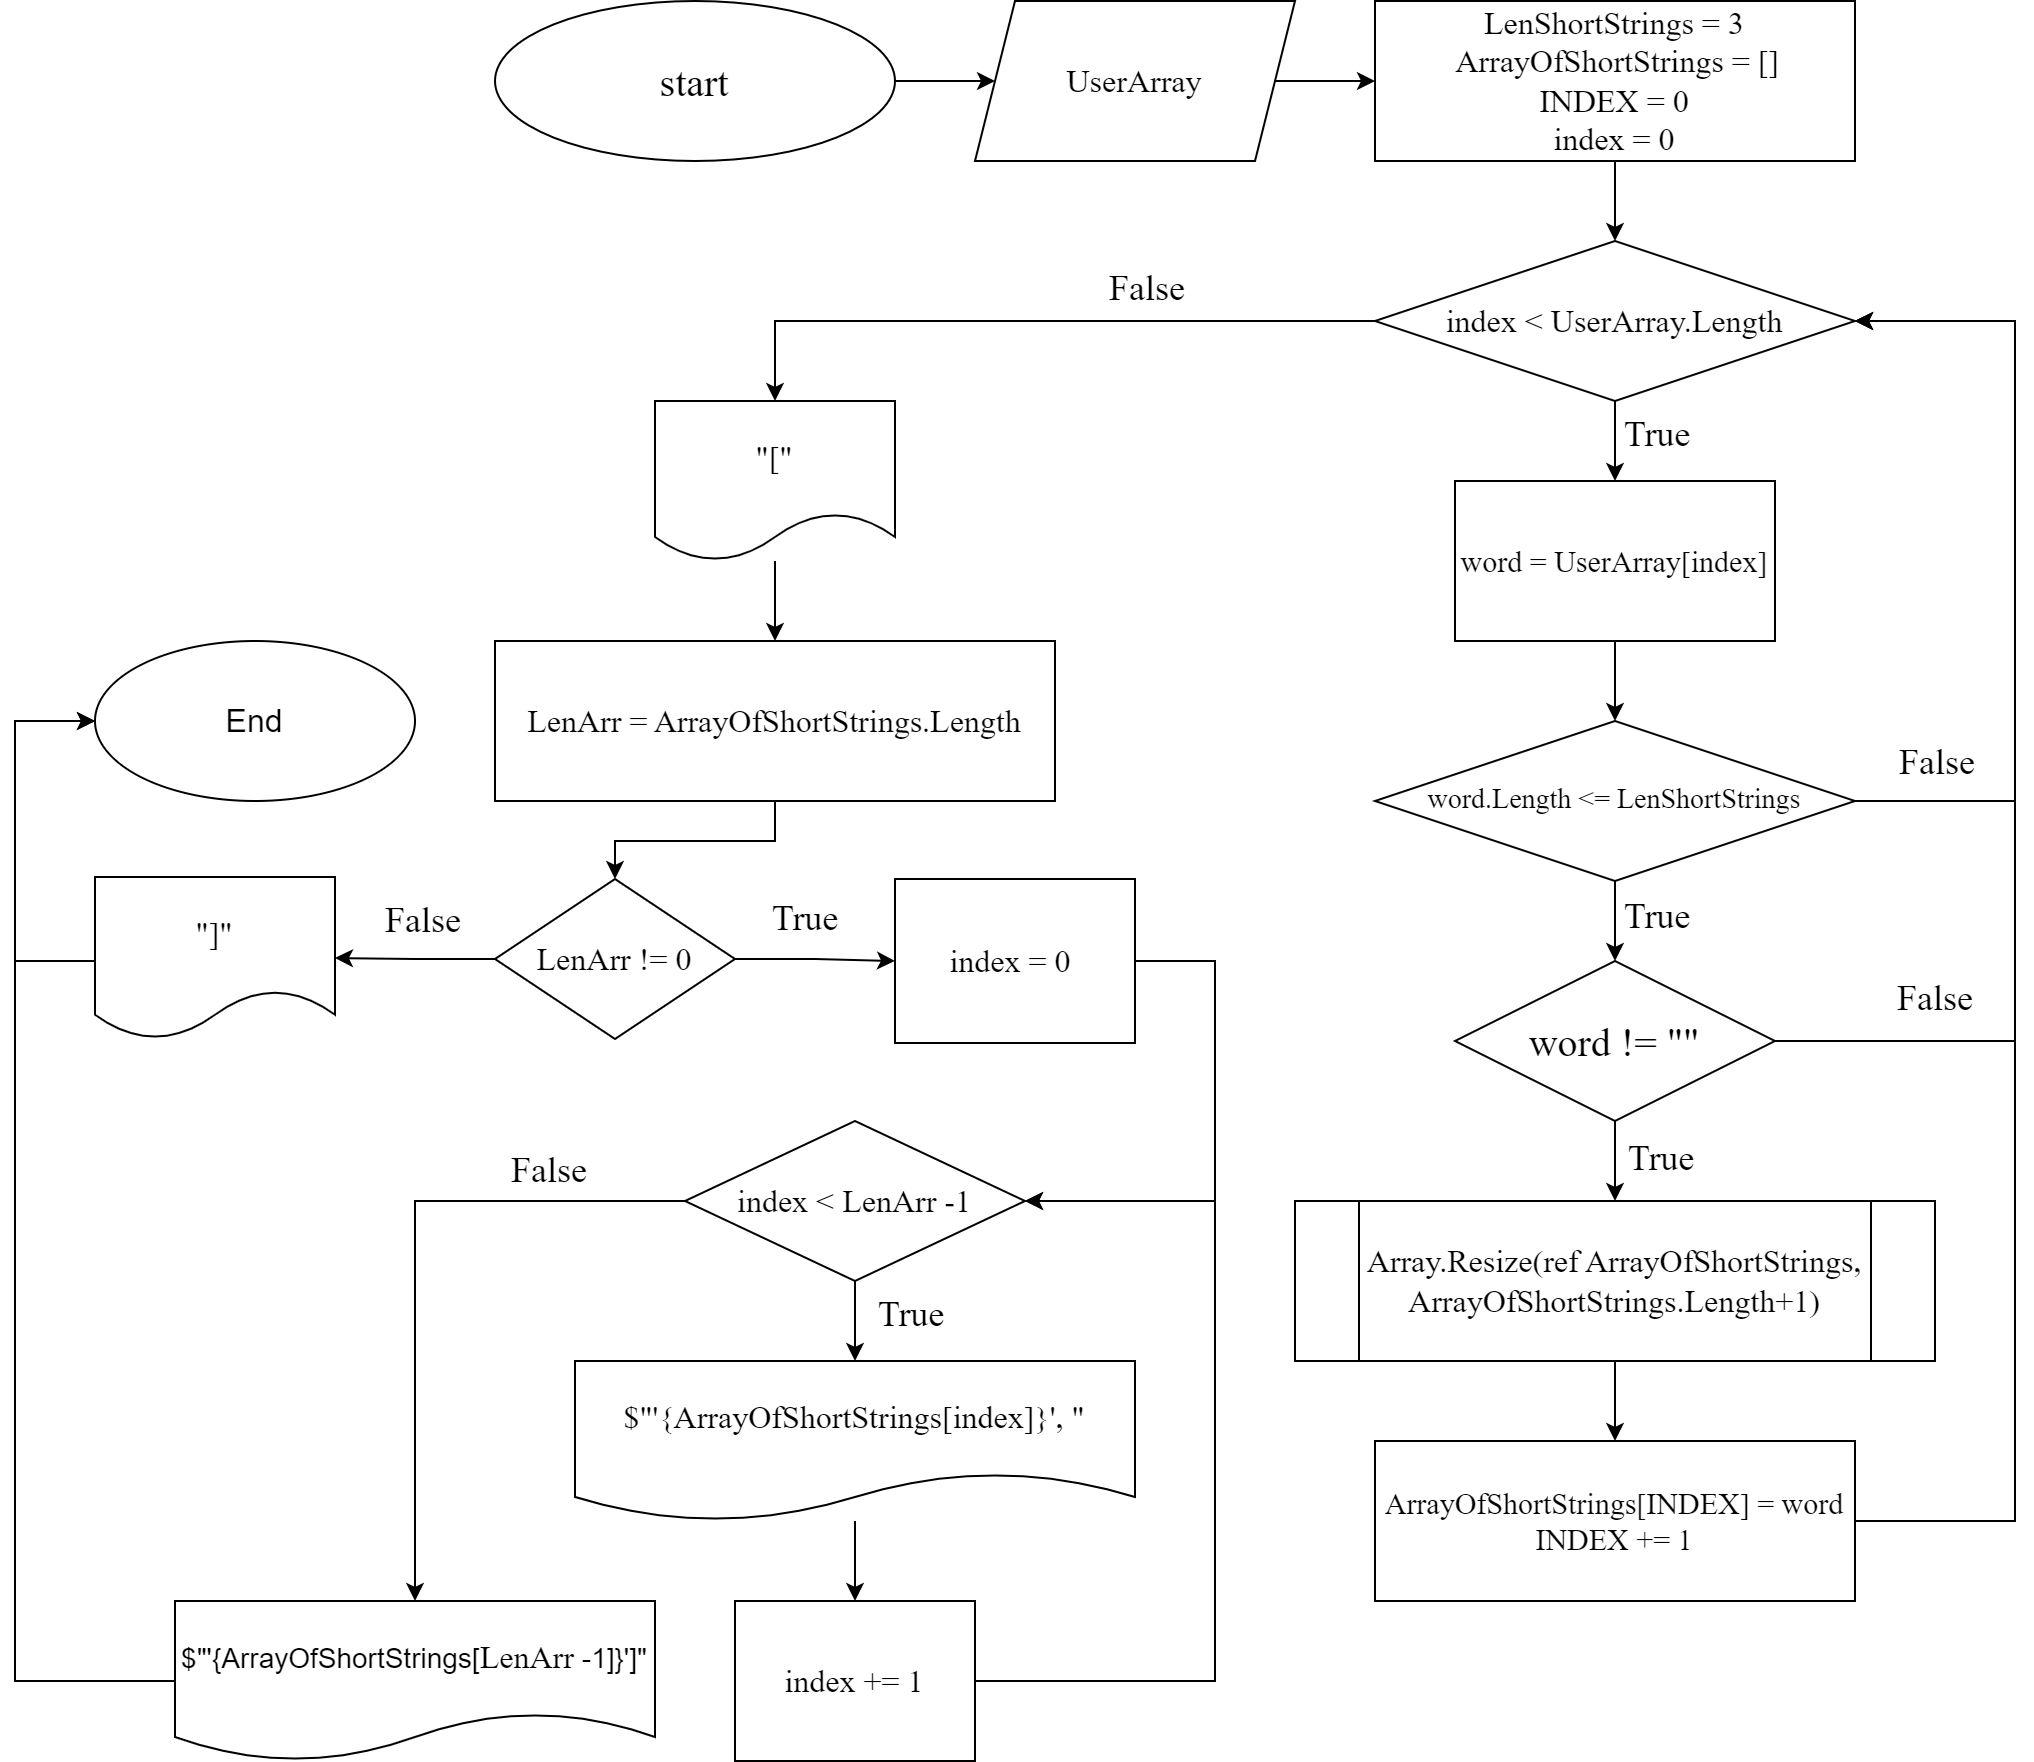 start
UserArray
LenShortStrings = 3
ArrayOfShortStrings = []
INDEX = 0
index = 0
False
index < UserArray.Length
True
"["
word = UserArray[index]
End
LenArr = ArrayOfShortStrings.Length
False
word.Length <= LenShortStrings
True
"]"
False
LenArr != 0
True
index = 0
False
word != ""
True
False
index < LenArr -1
True
Array.Resize(ref ArrayOfShortStrings,
ArrayOfShortStrings.Length+1)
$"'{ArrayOfShortStrings[index]}', "
ArrayOfShortStrings[INDEX] = word
INDEX += 1
$"'{ArrayOfShortStrings[LenArr -1]}']"
index += 1